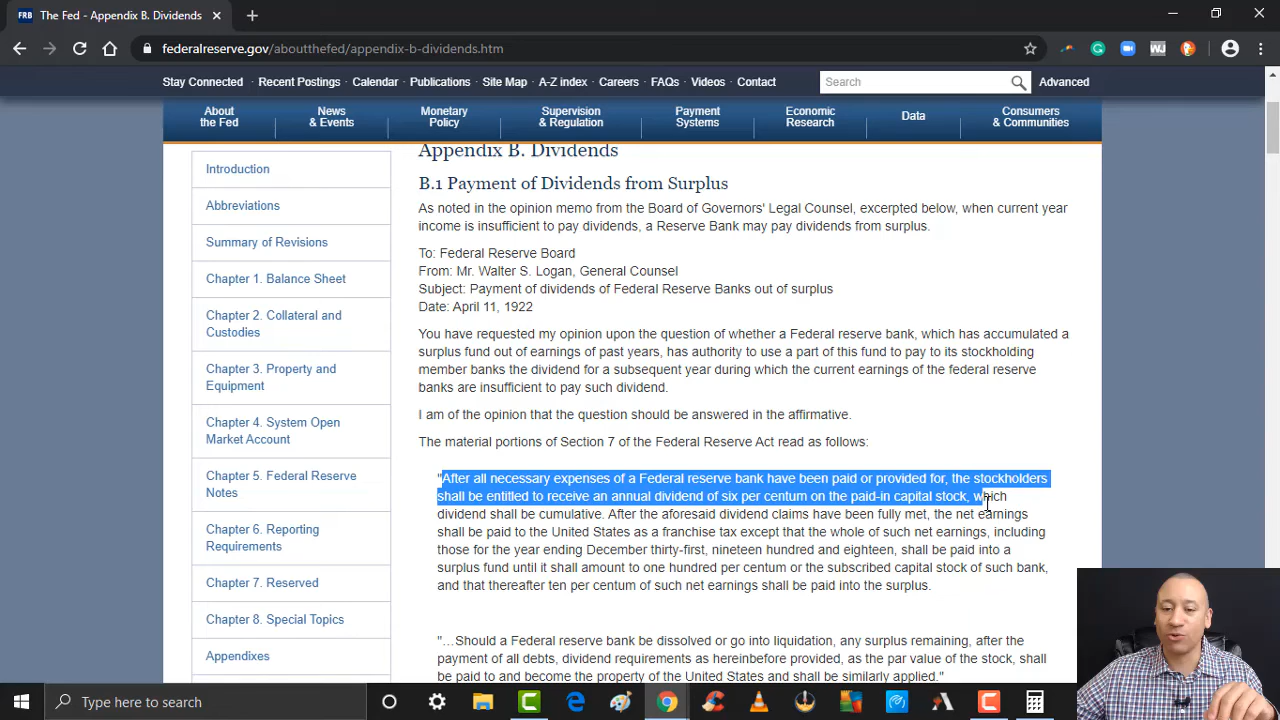 FRB
The Fed - Appendix B. Dividends
federalreserve.gov/aboutthefed/appendix-b-dividends.htm
Stay Connected Recent Postings Calendar Publications Site Map A-Z index Careers FAQs Videos Contact Search Advanced
About the Fed
News & Events
Monetary Policy
Supervision & Regulation
Payment Systems
Economic Research
Data
Consumers & Communities
Introduction
Abbreviations
Summary of Revisions
Chapter 1. Balance Sheet
Chapter 2. Collateral and
Custodies
Chapter 3. Property and
Equipment
Chapter 4. System Open
Market Account
Chapter 5. Federal Reserve
Notes
Chapter 6. Reporting
Requirements
Chapter 7. Reserved
Chapter 8. Special Topics
Appendixes
Appendix B. Dividends
B.1 Payment of Dividends from Surplus
As noted in the opinion memo from the Board of Governors' Legal Counsel, excerpted below, when current year
income is insufficient to pay dividends, a Reserve Bank may pay dividends from surplus.
To: Federal Reserve Board
From: Mr. Walter S. Logan, General Counsel
Subject: Payment of dividends of Federal Reserve Banks out of surplus
Date: April 11, 1922
You have requested my opinion upon the question of whether a Federal reserve bank, which has accumulated a
surplus fund out of earnings of past years, has authority to use a part of this fund to pay to its stockholding
member banks the dividend for a subsequent year during which the current earnings of the federal reserve
banks are insufficient to pay such dividend.
I am of the opinion that the question should be answered in the affirmative.
The material portions of Section 7 of the Federal Reserve Act read as follows:
"After all necessary expenses of a Federal reserve bank have been paid or provided for, the stockholders
shall be entitled to receive an annual dividend of six per centum on the paid-in capital stock, which
dividend shall be cumulative. After the aforesaid dividend claims have been fully met, the net earnings
shall be paid to the United States as a franchise tax except that the whole of such net earnings, including
those for the year ending December thirty-first, nineteen hundred and eighteen, shall be paid into a
surplus fund until it shall amount to one hundred per centum or the subscribed capital stock of such bank,
and that thereafter ten per centum of such net earnings shall be paid into the surplus.
"…Should a Federal reserve bank be dissolved or go into liquidation, any surplus remaining, after the
payment of all debts, dividend requirements as hereinbefore provided, as the par value of the stock, shall
be paid to and become the property of the United States and shall be similarly applied."
Type here to search